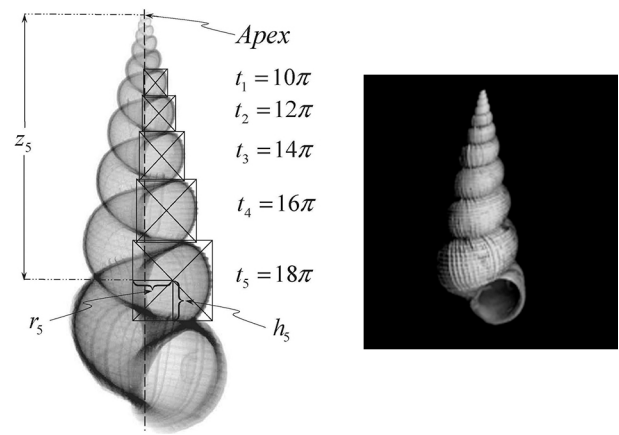 Apex
t₁ = 10π
t₂ = 12π
z₅
t₃ = 14π
t₄ = 16π
t₅ = 18π
r₅
h₅